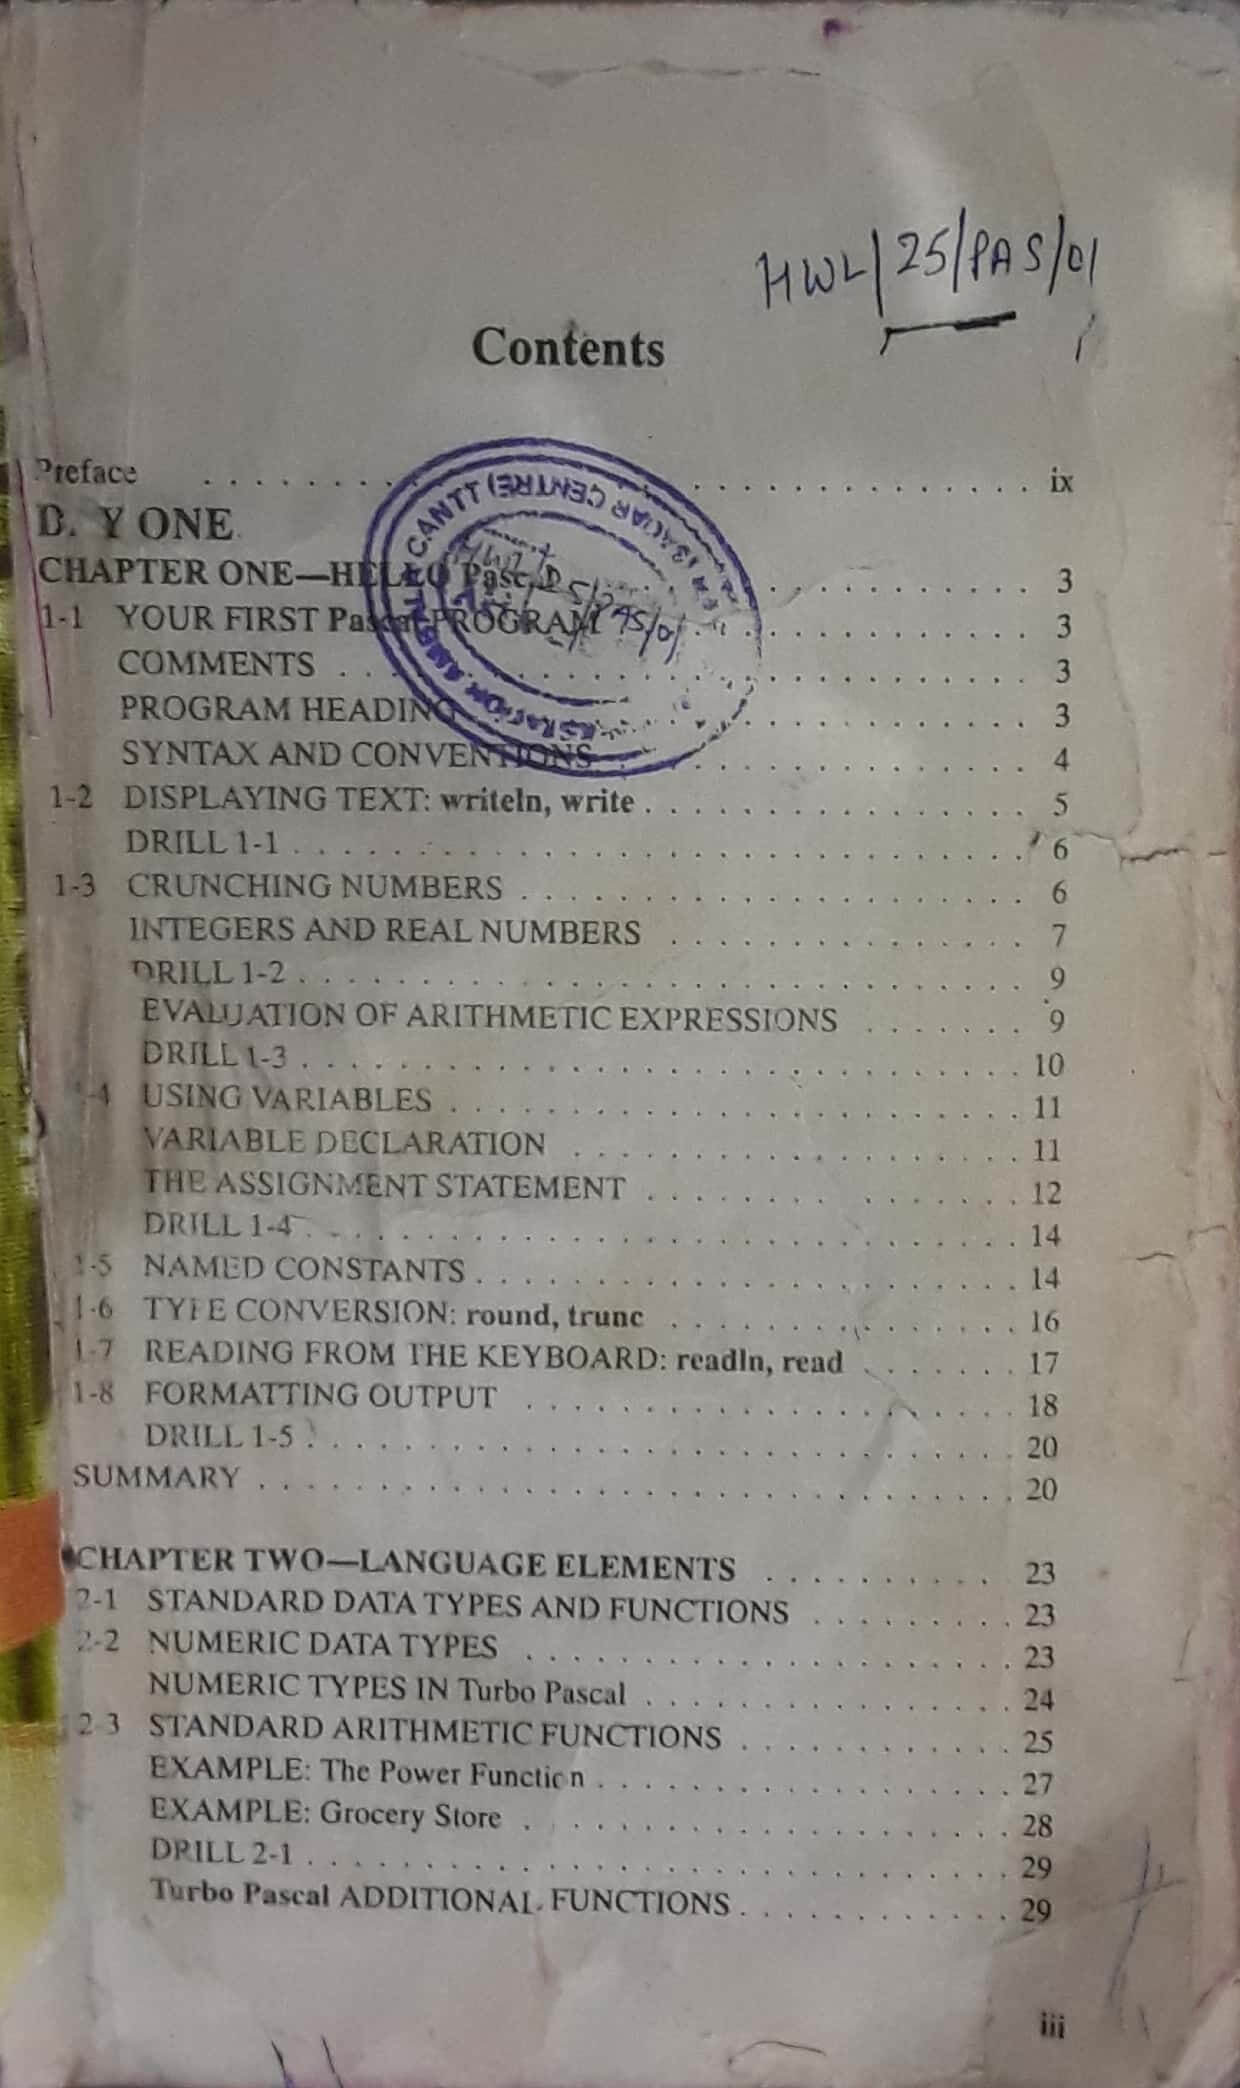 HWL/25/PAS/01
Contents
Preface . . . . . . . . . . . . . . . . . . . . ix
D. Y ONE
CHAPTER ONE—HELLO Pascal . . . . . . . . . . 3
1-1 YOUR FIRST Pascal PROGRAM . . . . . . . . . . 3
COMMENTS . . . . . . . . . . 3
PROGRAM HEADING . . . . . . . . . . 3
SYNTAX AND CONVENTIONS . . . . . . . . . . 4
1-2 DISPLAYING TEXT: writeln, write . . . . . . . . . . 5
DRILL 1-1 . . . . . . . . . . 6
1-3 CRUNCHING NUMBERS . . . . . . . . . . 6
INTEGERS AND REAL NUMBERS . . . . . . . . . . 7
DRILL 1-2 . . . . . . . . . . 9
EVALUATION OF ARITHMETIC EXPRESSIONS . . . . . . . 9
DRILL 1-3 . . . . . . . . . . 10
1-4 USING VARIABLES . . . . . . . . . . 11
VARIABLE DECLARATION . . . . . . . . . . 11
THE ASSIGNMENT STATEMENT . . . . . . . . . . 12
DRILL 1-4 . . . . . . . . . . 14
1-5 NAMED CONSTANTS . . . . . . . . . . 14
1-6 TYPE CONVERSION: round, trunc . . . . . . . . . . 16
1-7 READING FROM THE KEYBOARD: readln, read . . . . . . 17
1-8 FORMATTING OUTPUT . . . . . . . . . . 18
DRILL 1-5 . . . . . . . . . . 20
SUMMARY . . . . . . . . . . 20
CHAPTER TWO—LANGUAGE ELEMENTS . . . . . . . . . . 23
2-1 STANDARD DATA TYPES AND FUNCTIONS . . . . . . . . . 23
2-2 NUMERIC DATA TYPES . . . . . . . . . . 23
NUMERIC TYPES IN Turbo Pascal . . . . . . . . . . 24
2-3 STANDARD ARITHMETIC FUNCTIONS . . . . . . . . . . 25
EXAMPLE: The Power Function . . . . . . . . . . 27
EXAMPLE: Grocery Store . . . . . . . . . . 28
DRILL 2-1 . . . . . . . . . . 29
Turbo Pascal ADDITIONAL FUNCTIONS . . . . . . . . . . 29
iii